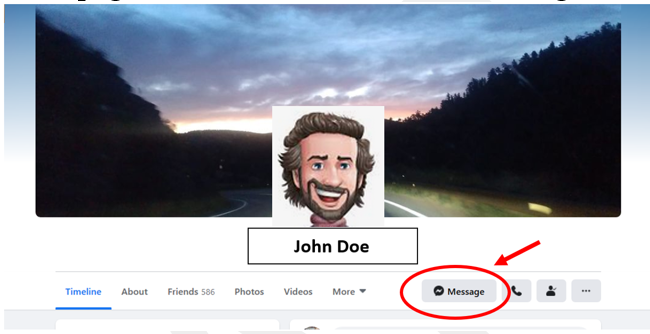 John Doe
Timeline About Friends 586 Photos Videos More Message